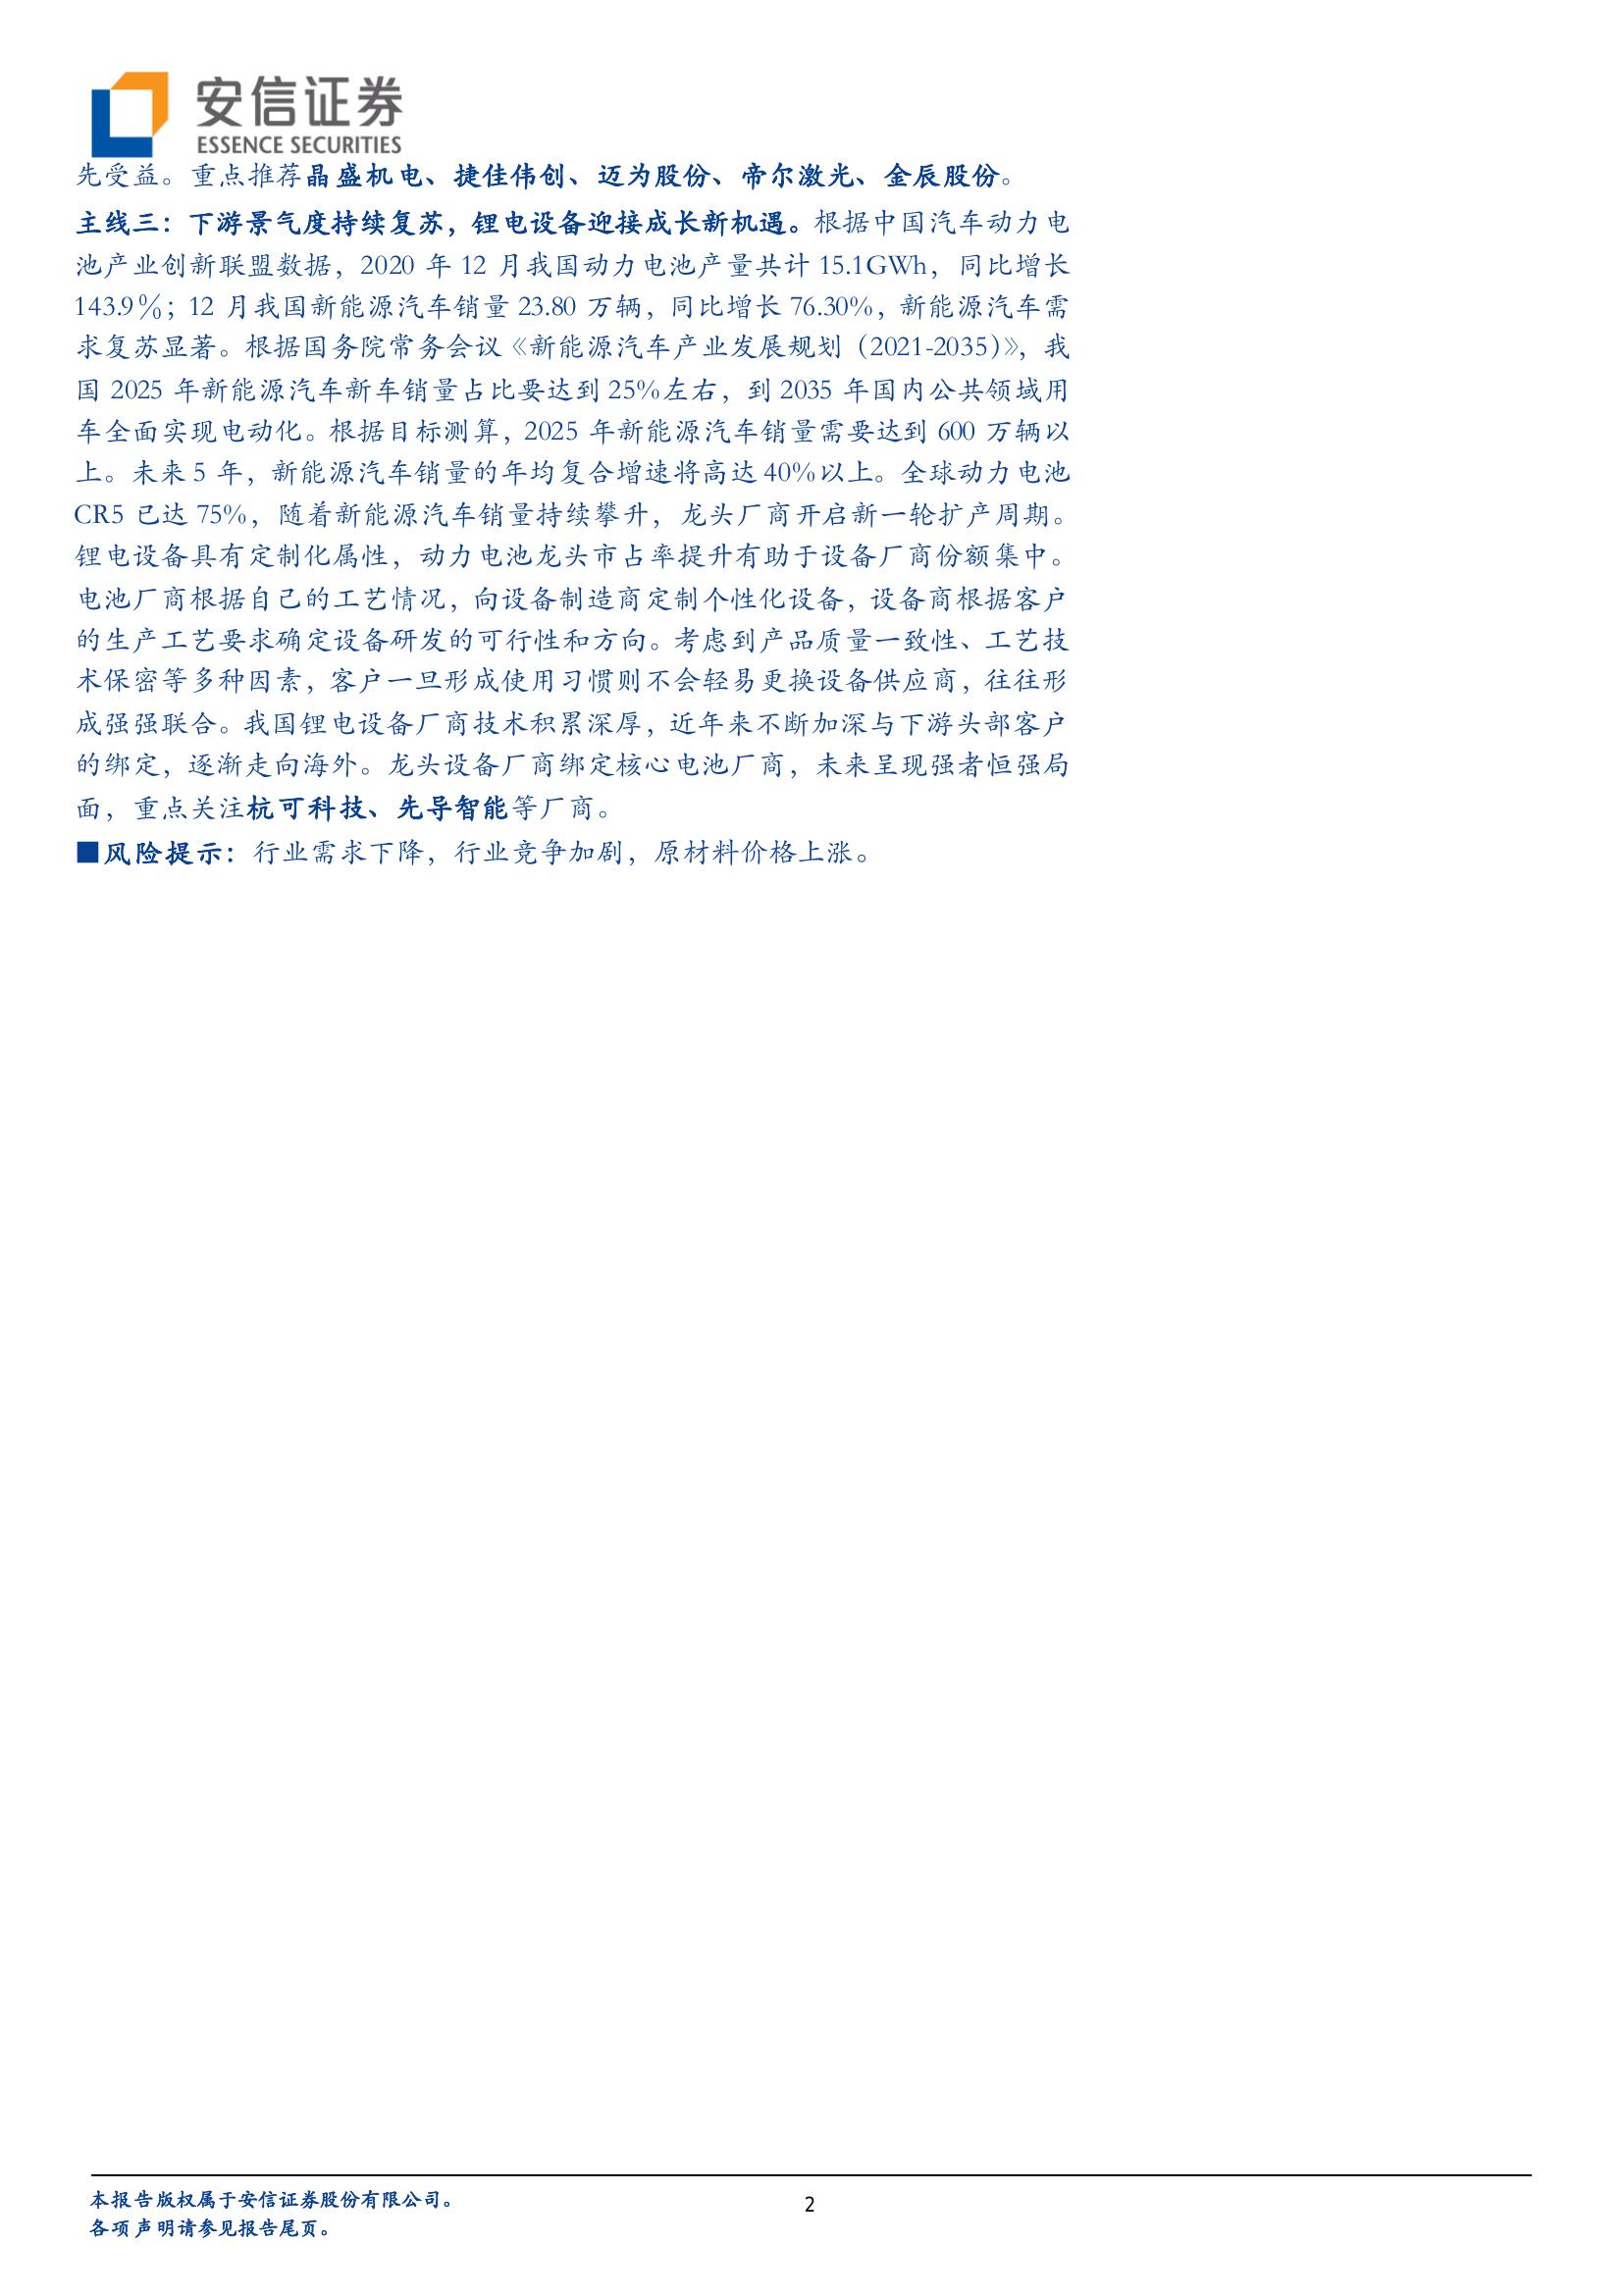 安信证券
ESSENCE SECURITIES
先受益。重点推荐晶盛机电、捷佳伟创、迈为股份、帝尔激光、金辰股份。
主线三：下游景气度持续复苏，锂电设备迎接成长新机遇。根据中国汽车动力电
池产业创新联盟数据，2020 年 12 月我国动力电池产量共计 15.1GWh，同比增长
143.9％；12 月我国新能源汽车销量 23.80 万辆，同比增长 76.30%，新能源汽车需
求复苏显著。根据国务院常务会议《新能源汽车产业发展规划（2021-2035）》，我
国 2025 年新能源汽车新车销量占比要达到 25%左右，到 2035 年国内公共领域用
车全面实现电动化。根据目标测算，2025 年新能源汽车销量需要达到 600 万辆以
上。未来 5 年，新能源汽车销量的年均复合增速将高达 40%以上。全球动力电池
CR5 已达 75%，随着新能源汽车销量持续攀升，龙头厂商开启新一轮扩产周期。
锂电设备具有定制化属性，动力电池龙头市占率提升有助于设备厂商份额集中。
电池厂商根据自己的工艺情况，向设备制造商定制个性化设备，设备商根据客户
的生产工艺要求确定设备研发的可行性和方向。考虑到产品质量一致性、工艺技
术保密等多种因素，客户一旦形成使用习惯则不会轻易更换设备供应商，往往形
成强强联合。我国锂电设备厂商技术积累深厚，近年来不断加深与下游头部客户
的绑定，逐渐走向海外。龙头设备厂商绑定核心电池厂商，未来呈现强者恒强局
面，重点关注杭可科技、先导智能等厂商。
■风险提示：行业需求下降，行业竞争加剧，原材料价格上涨。
本报告版权属于安信证券股份有限公司。
2
各项声明请参见报告尾页。